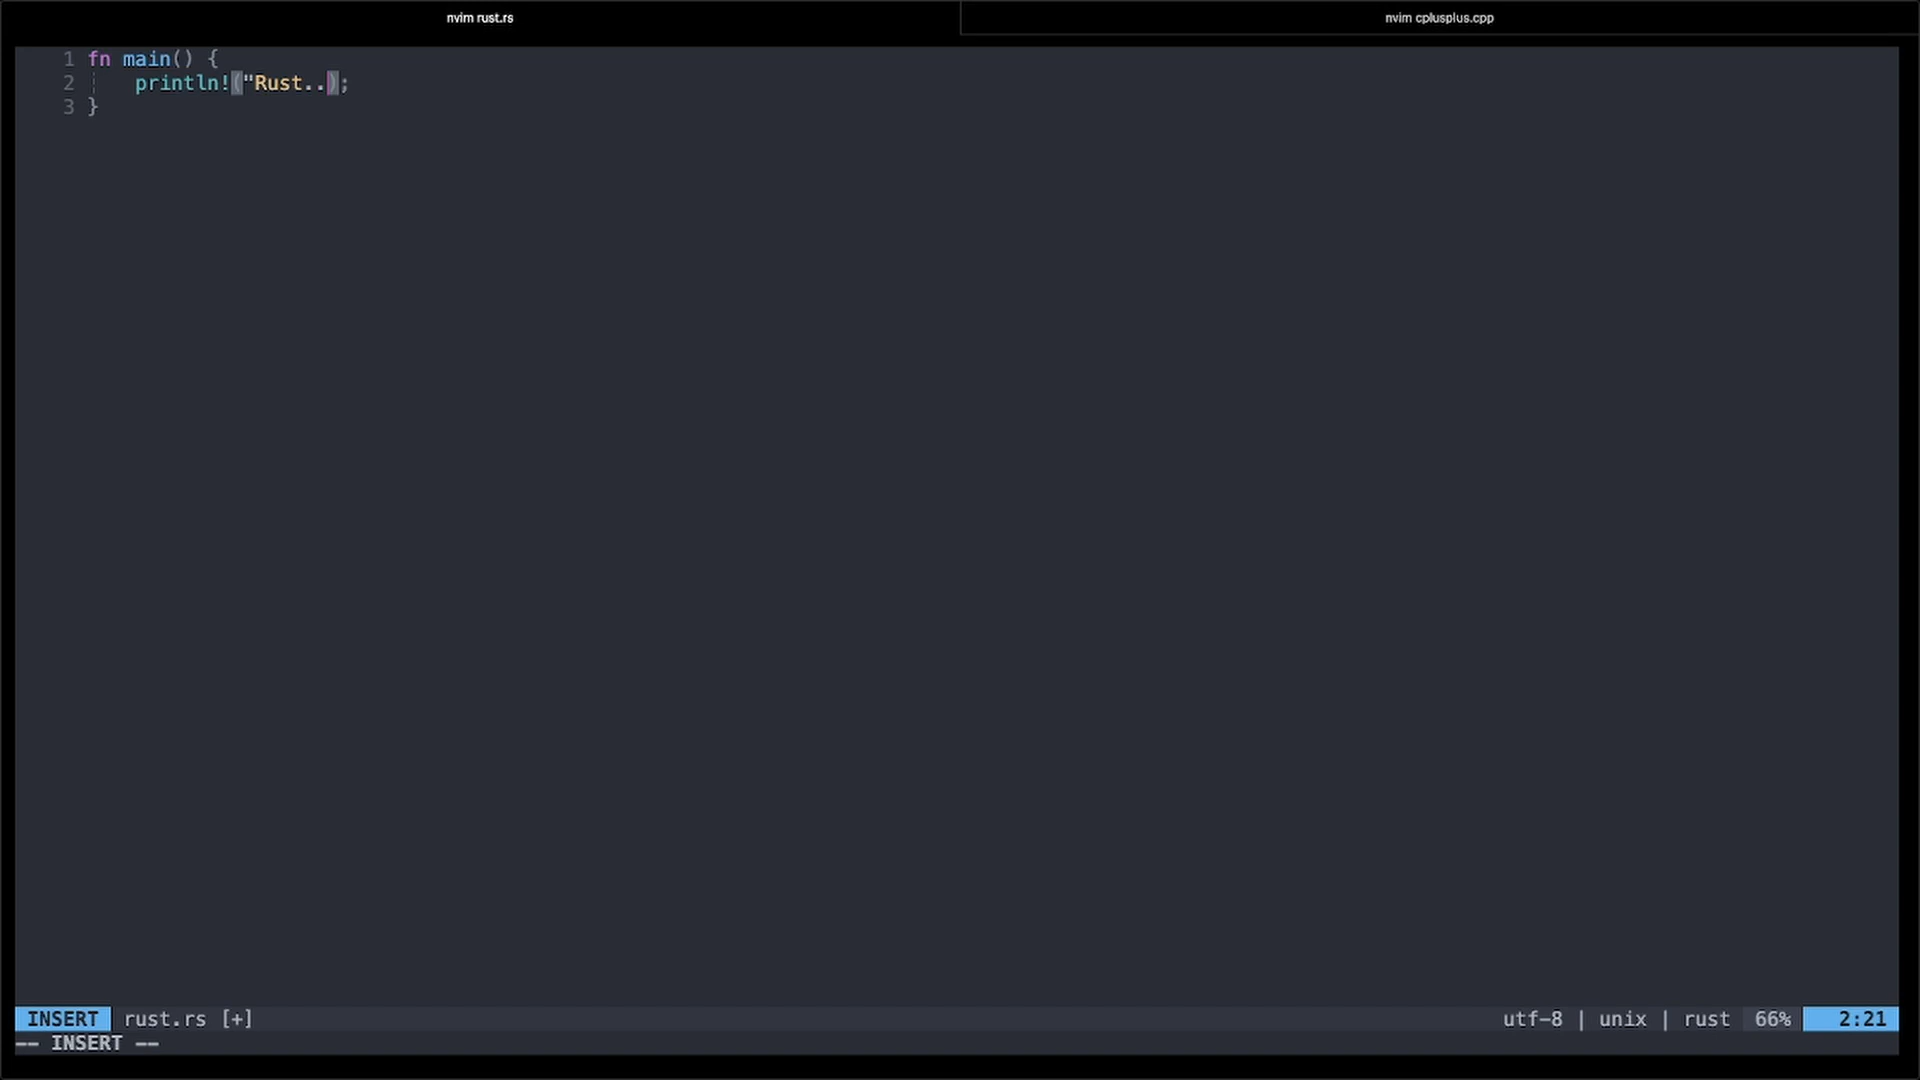 nvim rust.rs
nvim cplusplus.cpp
1 fn main() {
2     println!("Rust..);
3 }
INSERT rust.rs [+] utf-8 | unix | rust 66% 2:21
-- INSERT --